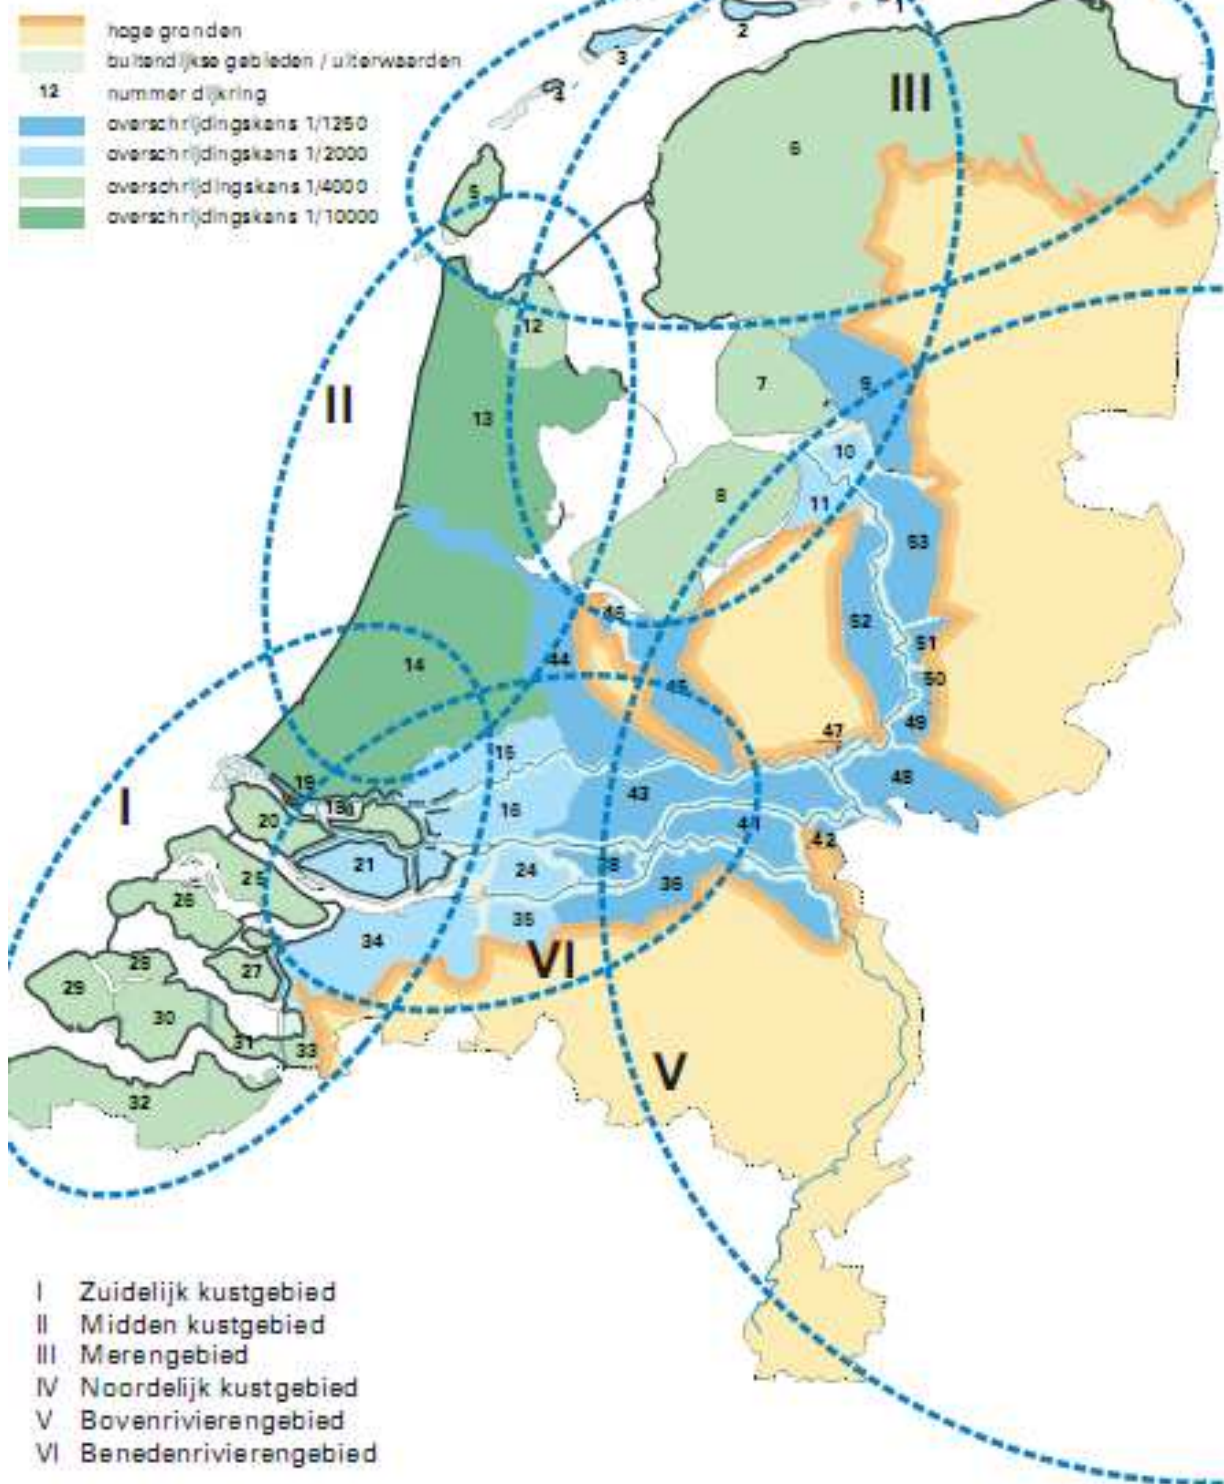 hoge gronden
buitendijkse gebieden / uiterwaarden
12 nummer dijkring
overschrijdingskans 1/1250
overschrijdingskans 1/2000
overschrijdingskans 1/4000
overschrijdingskans 1/10000
1
2
3
4
III
6
5
12
7
9
II
13
10
8
11
53
46
52
51
14
44
45
50
49
47
15
48
19
43
I
20
16
41
42
21
24
36
25
26
35
34
VI
28
27
29
30
31
33
V
32
I Zuidelijk kustgebied
II Midden kustgebied
III Merengebied
IV Noordelijk kustgebied
V Bovenrivierengebied
VI Benedenrivierengebied